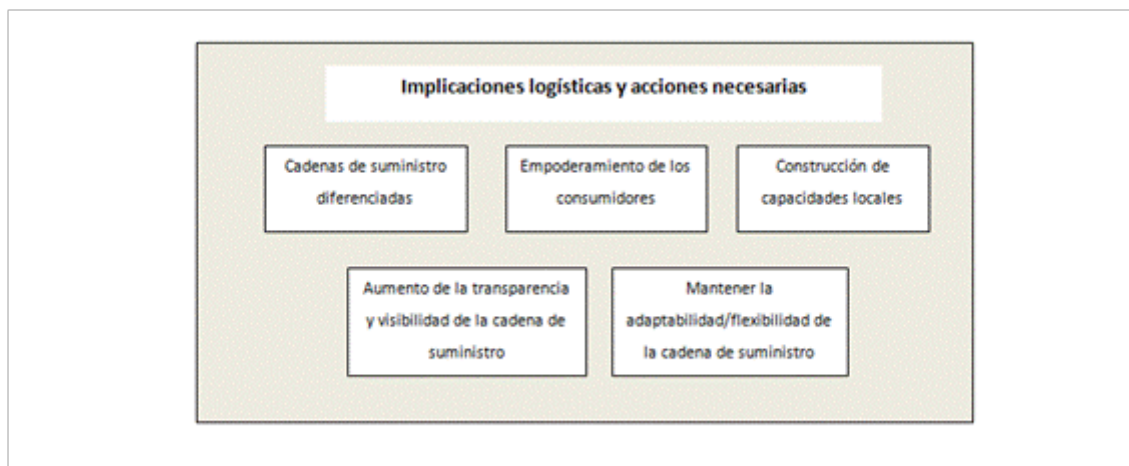 Implicaciones logísticas y acciones necesarias
Cadenas de suministro
diferenciadas
Empoderamiento de los
consumidores
Construcción de
capacidades locales
Aumento de la transparencia
y visibilidad de la cadena de
suministro
Mantener la
adaptabilidad/flexibilidad de
la cadena de suministro